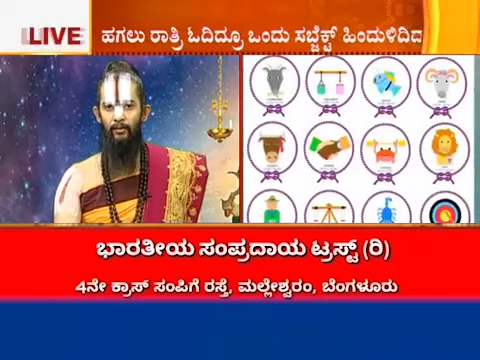 LIVE
ಹಗಲು ರಾತ್ರಿ ಓದಿದ್ರೂ ಒಂದು ಸಬ್ಜೆಕ್ಟ್ ಹಿಂದುಳಿದಿದ
ಭಾರತೀಯ ಸಂಪ್ರದಾಯ ಟ್ರಸ್ಟ್ (ರಿ)
4ನೇ ಕ್ರಾಸ್ ಸಂಪಿಗೆ ರಸ್ತೆ, ಮಲ್ಲೇಶ್ವರಂ, ಬೆಂಗಳೂರು